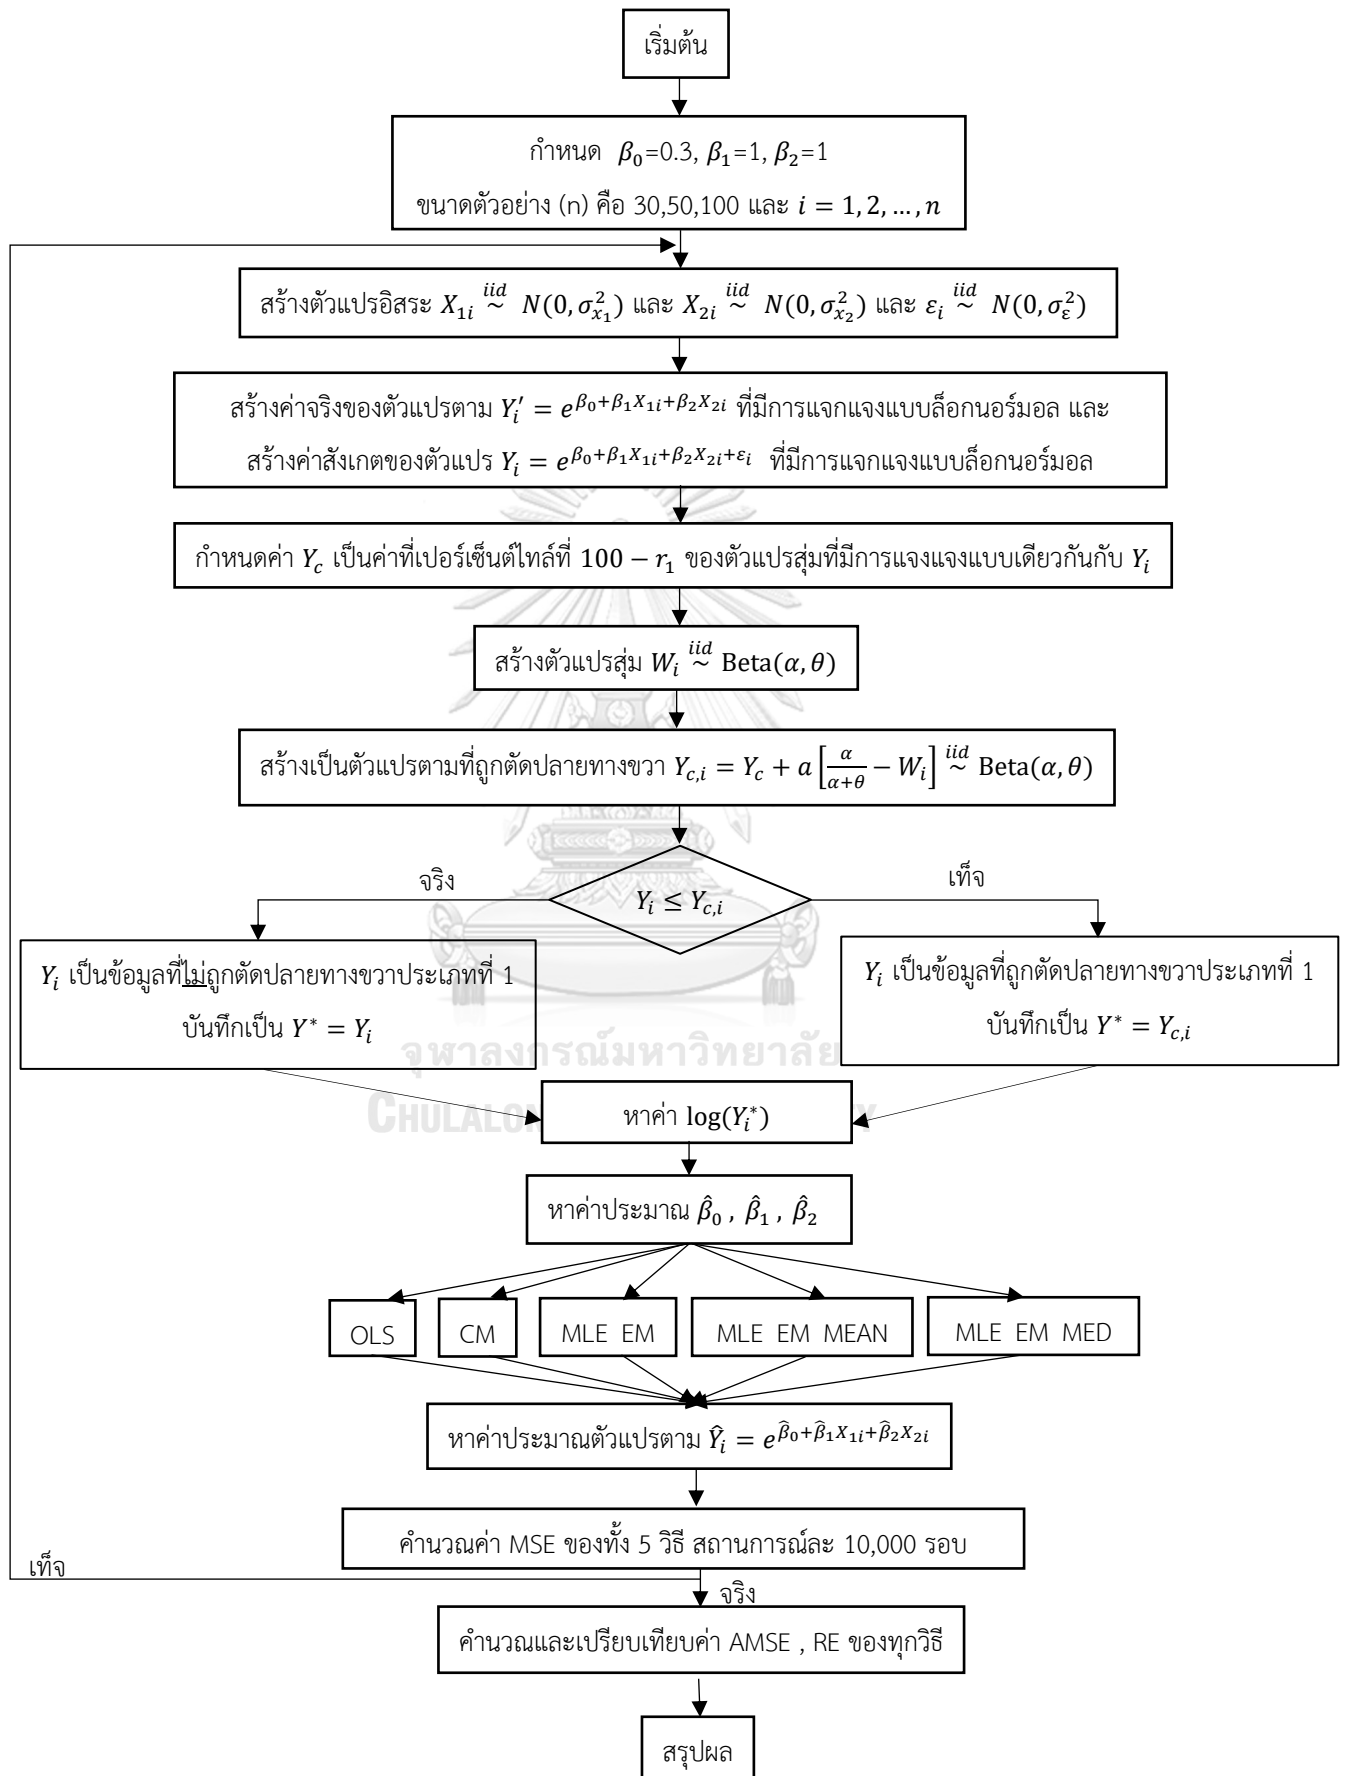 เริ่มต้น
กำหนด β₀=0.3, β₁=1, β₂=1
ขนาดตัวอย่าง (n) คือ 30,50,100 และ i = 1, 2, …, n
สร้างตัวแปรอิสระ X₁ᵢ ~ⁱⁱᵈ N(0, σ²ₓ₁) และ X₂ᵢ ~ⁱⁱᵈ N(0, σ²ₓ₂) และ εᵢ ~ⁱⁱᵈ N(0, σ²_ε)
สร้างค่าจริงของตัวแปรตาม Yᵢ′ = e^{β₀+β₁X₁ᵢ+β₂X₂ᵢ} ที่มีการแจกแจงแบบล็อกนอร์มอล และ
สร้างค่าสังเกตของตัวแปร Yᵢ = e^{β₀+β₁X₁ᵢ+β₂X₂ᵢ+εᵢ} ที่มีการแจกแจงแบบล็อกนอร์มอล
กำหนดค่า Y_c เป็นค่าที่เปอร์เซ็นต์ไทล์ที่ 100 − r₁ ของตัวแปรสุ่มที่มีการแจงแจงแบบเดียวกันกับ Yᵢ
สร้างตัวแปรสุ่ม Wᵢ ~ⁱⁱᵈ Beta(α, θ)
สร้างเป็นตัวแปรตามที่ถูกตัดปลายทางขวา Y_{c,i} = Y_c + a[α/(α+θ) − Wᵢ] ~ⁱⁱᵈ Beta(α, θ)
จริง
เท็จ
Yᵢ ≤ Y_{c,i}
Yᵢ เป็นข้อมูลที่ไม่ถูกตัดปลายทางขวาประเภทที่ 1
บันทึกเป็น Y* = Yᵢ
Yᵢ เป็นข้อมูลที่ถูกตัดปลายทางขวาประเภทที่ 1
บันทึกเป็น Y* = Y_{c,i}
จุฬาลงกรณ์มหาวิทยาลัย
หาค่า log(Yᵢ*)
หาค่าประมาณ β̂₀ , β̂₁ , β̂₂
OLS
CM
MLE EM
MLE EM MEAN
MLE EM MED
หาค่าประมาณตัวแปรตาม Ŷᵢ = e^{β̂₀+β̂₁X₁ᵢ+β̂₂X₂ᵢ}
คำนวณค่า MSE ของทั้ง 5 วิธี สถานการณ์ละ 10,000 รอบ
เท็จ
จริง
คำนวณและเปรียบเทียบค่า AMSE , RE ของทุกวิธี
สรุปผล